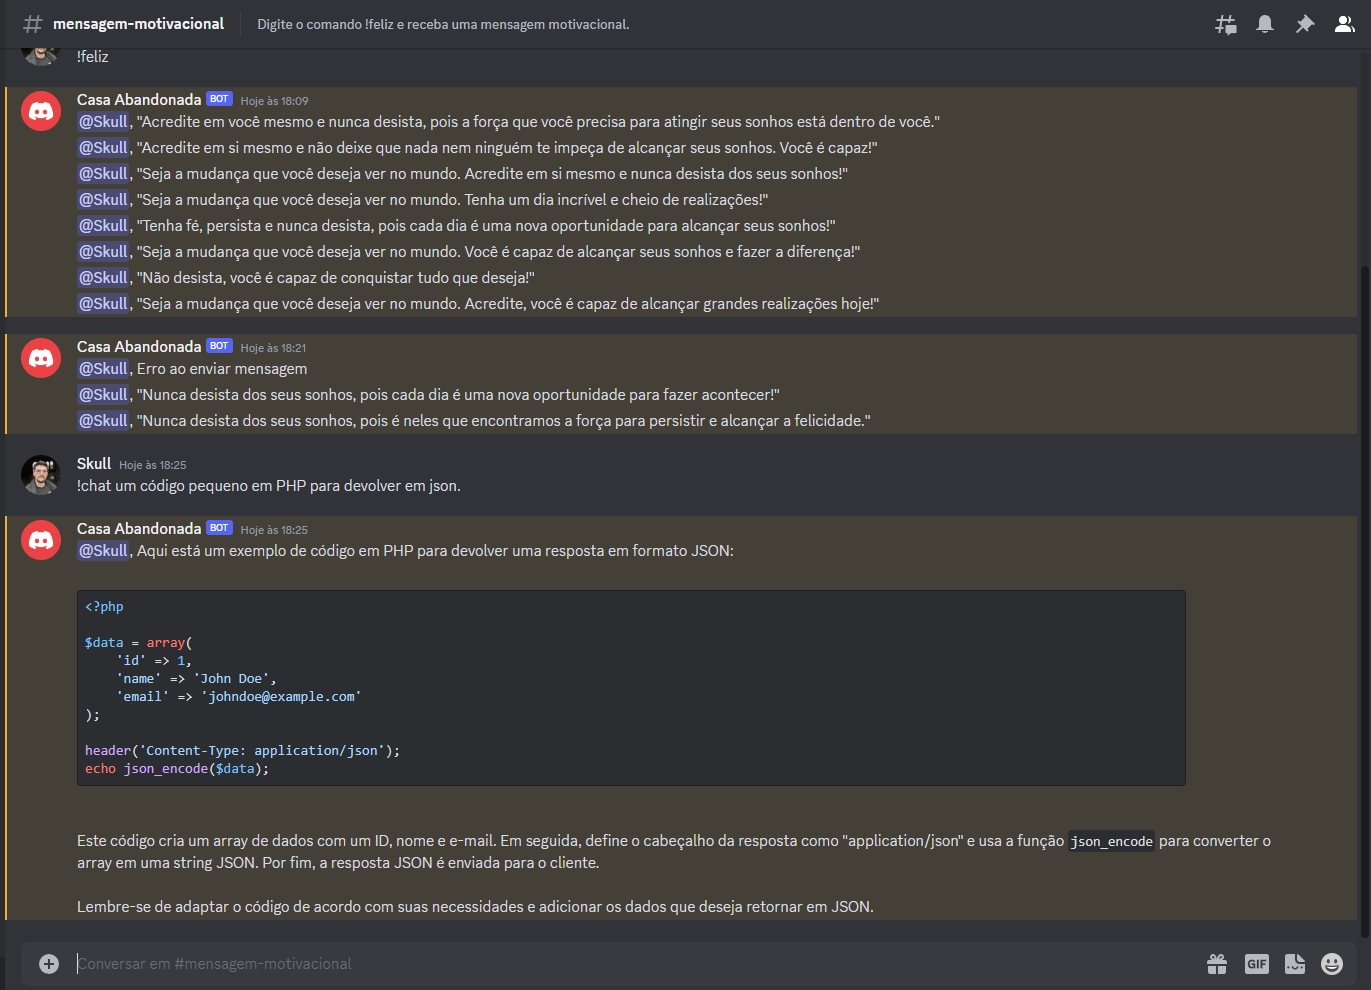 # mensagem-motivacional Digite o comando !feliz e receba uma mensagem motivacional.
!feliz
Casa Abandonada BOT Hoje às 18:09
@Skull, "Acredite em você mesmo e nunca desista, pois a força que você precisa para atingir seus sonhos está dentro de você."
@Skull, "Acredite em si mesmo e não deixe que nada nem ninguém te impeça de alcançar seus sonhos. Você é capaz!"
@Skull, "Seja a mudança que você deseja ver no mundo. Acredite em si mesmo e nunca desista dos seus sonhos!"
@Skull, "Seja a mudança que você deseja ver no mundo. Tenha um dia incrível e cheio de realizações!"
@Skull, "Tenha fé, persista e nunca desista, pois cada dia é uma nova oportunidade para alcançar seus sonhos!"
@Skull, "Seja a mudança que você deseja ver no mundo. Você é capaz de alcançar seus sonhos e fazer a diferença!"
@Skull, "Não desista, você é capaz de conquistar tudo que deseja!"
@Skull, "Seja a mudança que você deseja ver no mundo. Acredite, você é capaz de alcançar grandes realizações hoje!"
Casa Abandonada BOT Hoje às 18:21
@Skull, Erro ao enviar mensagem
@Skull, "Nunca desista dos seus sonhos, pois cada dia é uma nova oportunidade para fazer acontecer!"
@Skull, "Nunca desista dos seus sonhos, pois é neles que encontramos a força para persistir e alcançar a felicidade."
Skull Hoje às 18:25
!chat um código pequeno em PHP para devolver em json.
Casa Abandonada BOT Hoje às 18:25
@Skull, Aqui está um exemplo de código em PHP para devolver uma resposta em formato JSON:
<?php
$data = array(
    'id' => 1,
    'name' => 'John Doe',
    'email' => 'johndoe@example.com'
);
header('Content-Type: application/json');
echo json_encode($data);
Este código cria um array de dados com um ID, nome e e-mail. Em seguida, define o cabeçalho da resposta como "application/json" e usa a função json_encode para converter o
array em uma string JSON. Por fim, a resposta JSON é enviada para o cliente.
Lembre-se de adaptar o código de acordo com suas necessidades e adicionar os dados que deseja retornar em JSON.
Conversar em #mensagem-motivacional GIF